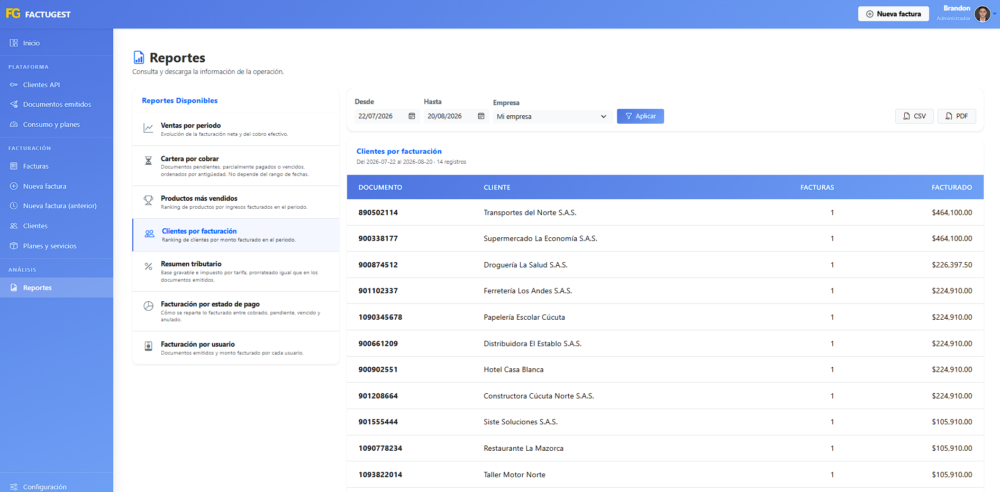 FG FACTUGEST
Nueva factura
Brandon
Administrador
Inicio
PLATAFORMA
Clientes API
Documentos emitidos
Consumo y planes
FACTURACIÓN
Facturas
Nueva factura
Nueva factura (anterior)
Clientes
Planes y servicios
ANÁLISIS
Reportes
Configuración
Reportes
Consulta y descarga la información de la operación.
Reportes Disponibles
Ventas por periodo
Evolución de la facturación neta y del cobro efectivo.
Cartera por cobrar
Documentos pendientes, parcialmente pagados o vencidos,
ordenados por antigüedad. No depende del rango de fechas.
Productos más vendidos
Ranking de productos por ingresos facturados en el periodo.
Clientes por facturación
Ranking de clientes por monto facturado en el periodo.
Resumen tributario
Base gravable e impuesto por tarifa, prorrateado igual que en los
documentos emitidos.
Facturación por estado de pago
Cómo se reparte lo facturado entre cobrado, pendiente, vencido y
anulado.
Facturación por usuario
Documentos emitidos y monto facturado por cada usuario.
Desde Hasta Empresa
22/07/2026 20/08/2026 Mi empresa Aplicar CSV PDF
Clientes por facturación
Del 2026-07-22 al 2026-08-20 · 14 registros
DOCUMENTO CLIENTE FACTURAS FACTURADO
890502114 Transportes del Norte S.A.S. 1 $464,100.00
900338177 Supermercado La Economía S.A.S. 1 $464,100.00
900874512 Droguería La Salud S.A.S. 1 $226,397.50
901102337 Ferretería Los Andes S.A.S. 1 $224,910.00
1090345678 Papelería Escolar Cúcuta 1 $224,910.00
900661209 Distribuidora El Establo S.A.S. 1 $224,910.00
900902551 Hotel Casa Blanca 1 $224,910.00
901208664 Constructora Cúcuta Norte S.A.S. 1 $224,910.00
901555444 Siste Soluciones S.A.S. 1 $105,910.00
1090778234 Restaurante La Mazorca 1 $105,910.00
1093822014 Taller Motor Norte 1 $105,910.00